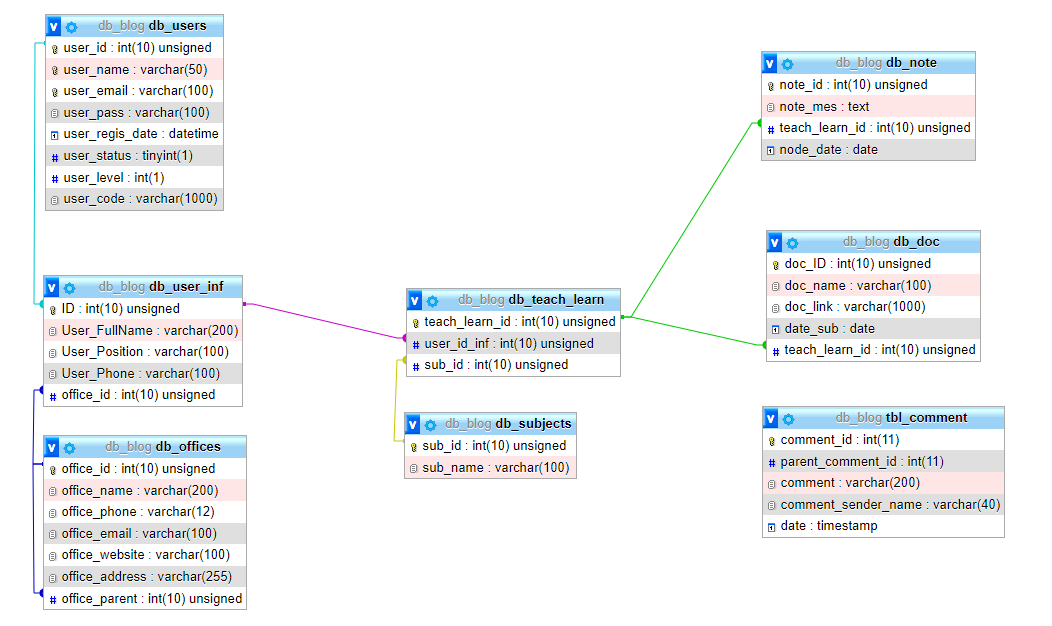 v db_blog db_users
user_id : int(10) unsigned
user_name : varchar(50)
user_email : varchar(100)
user_pass : varchar(100)
user_regis_date : datetime
# user_status : tinyint(1)
# user_level : int(1)
user_code : varchar(1000)
v db_blog db_user_inf
ID : int(10) unsigned
User_FullName : varchar(200)
User_Position : varchar(100)
User_Phone : varchar(100)
# office_id : int(10) unsigned
v db_blog db_offices
office_id : int(10) unsigned
office_name : varchar(200)
office_phone : varchar(12)
office_email : varchar(100)
office_website : varchar(100)
office_address : varchar(255)
# office_parent : int(10) unsigned
v db_blog db_teach_learn
teach_learn_id : int(10) unsigned
# user_id_inf : int(10) unsigned
# sub_id : int(10) unsigned
v db_blog db_subjects
sub_id : int(10) unsigned
sub_name : varchar(100)
v db_blog db_note
note_id : int(10) unsigned
note_mes : text
# teach_learn_id : int(10) unsigned
node_date : date
v db_blog db_doc
doc_ID : int(10) unsigned
doc_name : varchar(100)
doc_link : varchar(1000)
date_sub : date
# teach_learn_id : int(10) unsigned
v db_blog tbl_comment
comment_id : int(11)
# parent_comment_id : int(11)
comment : varchar(200)
comment_sender_name : varchar(40)
date : timestamp